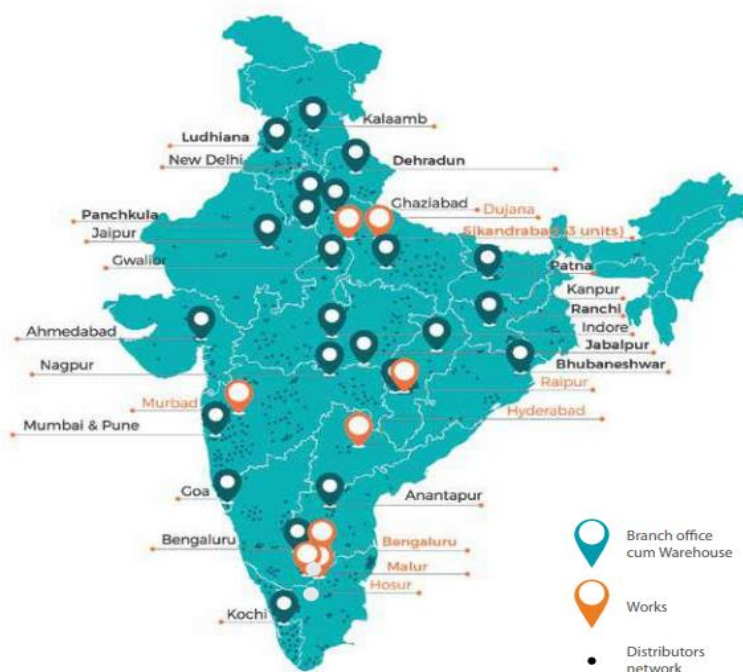 Kalaamb
Ludhiana
New Delhi
Dehradun
Ghaziabad
Dujana
Panchkula
Sikandrabad (3 units)
Jaipur
Gwalior
Patna
Kanpur
Ranchi
Ahmedabad
Indore
Jabalpur
Nagpur
Bhubaneshwar
Raipur
Murbad
Hyderabad
Mumbai & Pune
Goa
Anantapur
Bengaluru
Bengaluru
Malur
Hosur
Kochi
Branch office
cum Warehouse
Works
Distributors
network